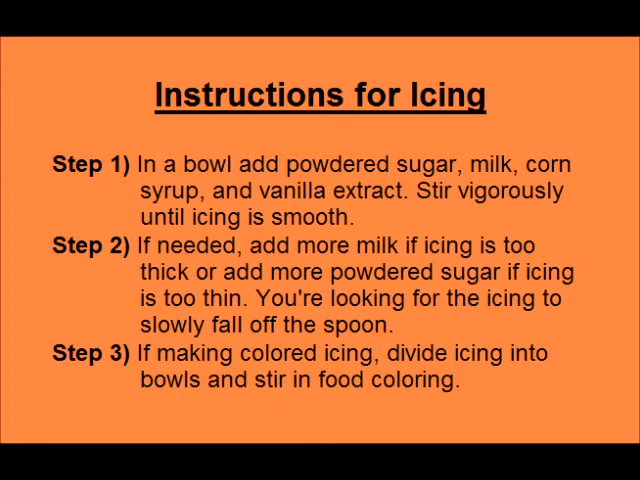 Instructions for Icing
Step 1) In a bowl add powdered sugar, milk, corn
syrup, and vanilla extract. Stir vigorously
until icing is smooth.
Step 2) If needed, add more milk if icing is too
thick or add more powdered sugar if icing
is too thin. You're looking for the icing to
slowly fall off the spoon.
Step 3) If making colored icing, divide icing into
bowls and stir in food coloring.